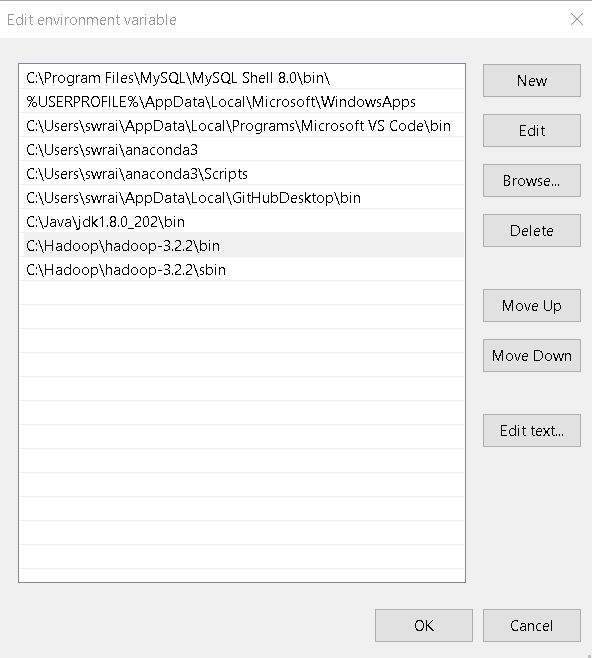 Edit environment variable
C:\Program Files\MySQL\MySQL Shell 8.0\bin\
%USERPROFILE%\AppData\Local\Microsoft\WindowsApps
C:\Users\swrai\AppData\Local\Programs\Microsoft VS Code\bin
C:\Users\swrai\anaconda3
C:\Users\swrai\anaconda3\Scripts
C:\Users\swrai\AppData\Local\GitHubDesktop\bin
C:\Java\jdk1.8.0_202\bin
C:\Hadoop\hadoop-3.2.2\bin
C:\Hadoop\hadoop-3.2.2\sbin
New
Edit
Browse...
Delete
Move Up
Move Down
Edit text...
OK
Cancel